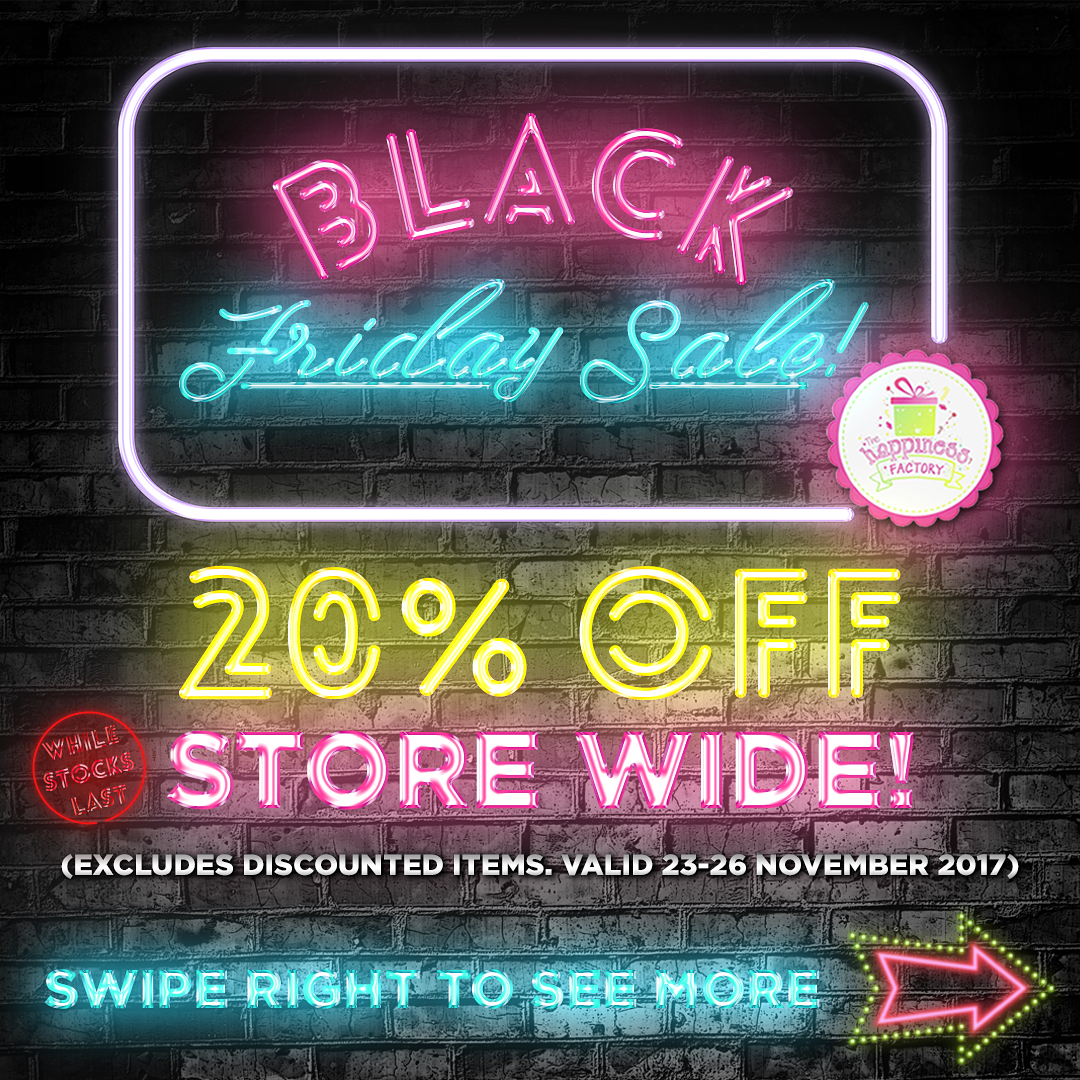 BLACK
Friday Sale!
The
happiness
FACTORY
20% OFF
WHILE
STOCKS
LAST
STORE WIDE!
(EXCLUDES DISCOUNTED ITEMS. VALID 23-26 NOVEMBER 2017)
SWIPE RIGHT TO SEE MORE